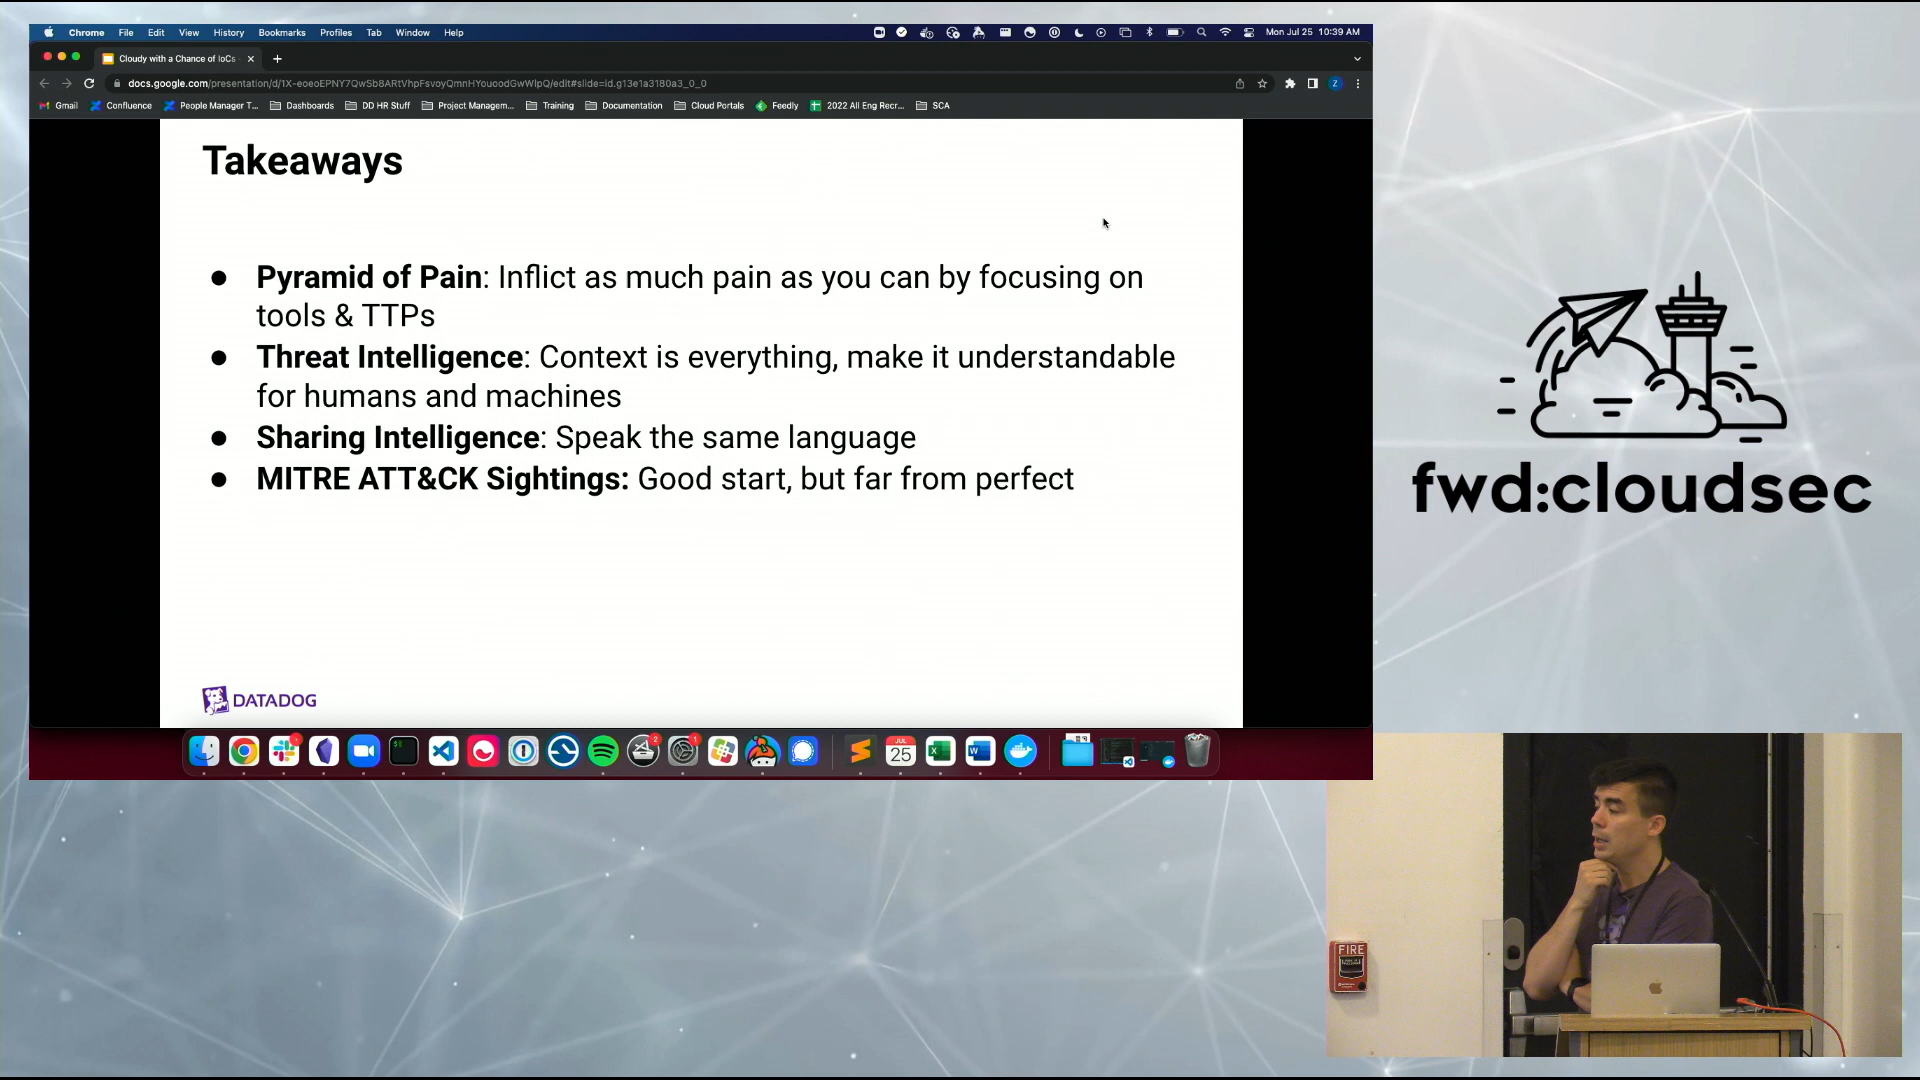 Chrome File Edit View History Bookmarks Profiles Tab Window Help
Mon Jul 25 10:39 AM
Cloudy with a Chance of IoCs
docs.google.com/presentation/d/1X-eoeoEPNY7QwSb8ARtVhpFsvoyQmnHYouoodGwWlpQ/edit#slide=id.g13e1a3180a3_0_0
Gmail Confluence People Manager T... Dashboards DD HR Stuff Project Managem... Training Documentation Cloud Portals Feedly 2022 All Eng Recr... SCA
Takeaways
● Pyramid of Pain: Inflict as much pain as you can by focusing on
tools & TTPs
● Threat Intelligence: Context is everything, make it understandable
for humans and machines
● Sharing Intelligence: Speak the same language
● MITRE ATT&CK Sightings: Good start, but far from perfect
DATADOG
JUL
25
fwd:cloudsec
FIRE